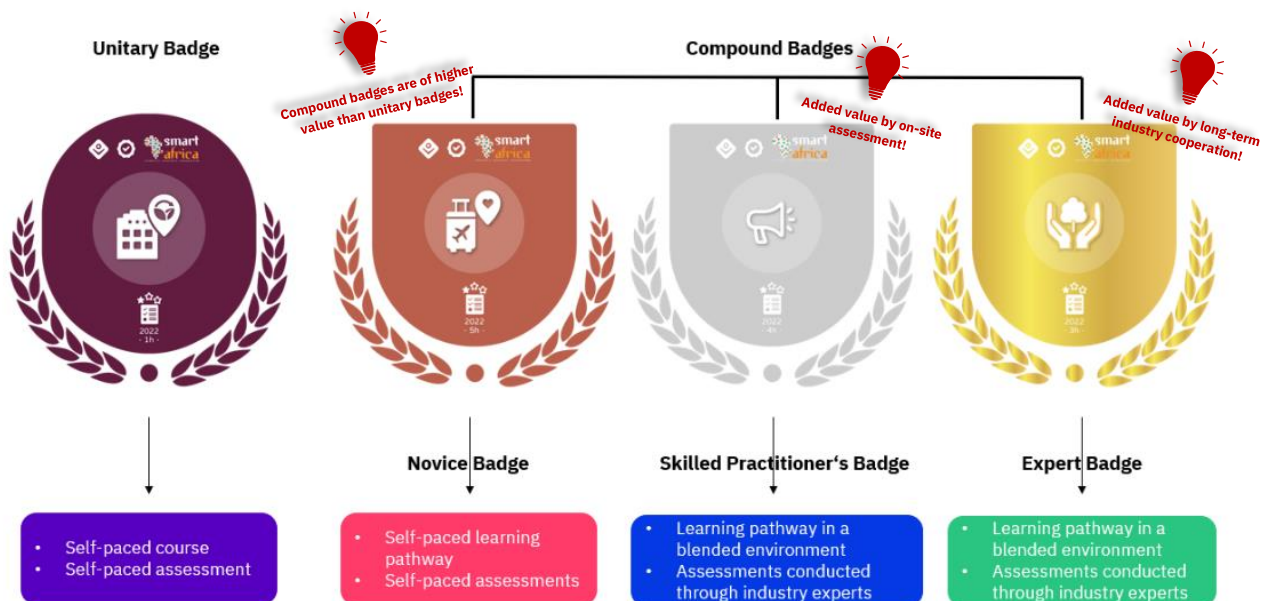 Unitary Badge
Compound Badges
Compound badges are of higher
value than unitary badges!
Added value by on-site
assessment!
Added value by long-term
industry cooperation!
smart
africa
2022
- 1h -
smart
africa
2022
- 5h -
smart
africa
2022
- 4h -
smart
africa
2022
- 3h -
Novice Badge
Skilled Practitioner‘s Badge
Expert Badge
• Self-paced course
• Self-paced assessment
• Self-paced learning
pathway
• Self-paced assessments
• Learning pathway in a
blended environment
• Assessments conducted
through industry experts
• Learning pathway in a
blended environment
• Assessments conducted
through industry experts